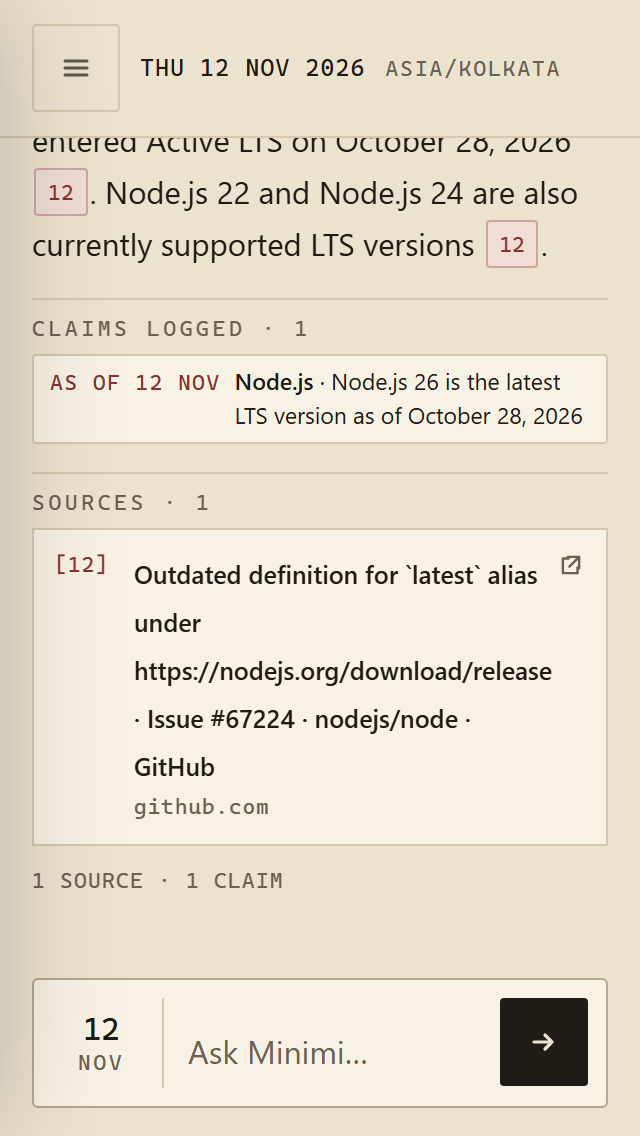 THU 12 NOV 2026 ASIA/KOLKATA
entered Active LTS on October 28, 2026
12 . Node.js 22 and Node.js 24 are also
currently supported LTS versions 12 .
CLAIMS LOGGED · 1
AS OF 12 NOV Node.js · Node.js 26 is the latest
LTS version as of October 28, 2026
SOURCES · 1
[12] Outdated definition for `latest` alias
under
https://nodejs.org/download/release
· Issue #67224 · nodejs/node ·
GitHub
github.com
1 SOURCE · 1 CLAIM
12
NOV
Ask Minimi...